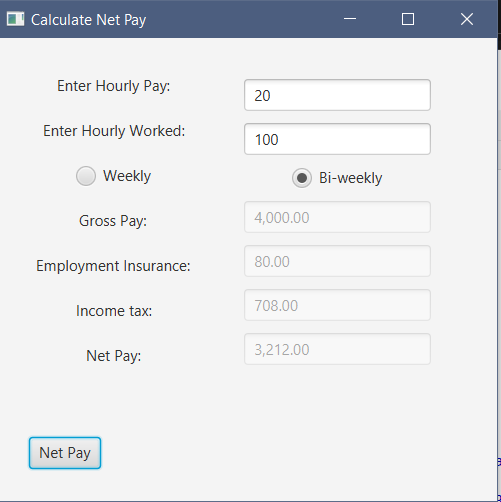 Calculate Net Pay
Enter Hourly Pay: 20
Enter Hourly Worked: 100
Weekly Bi-weekly
Gross Pay: 4,000.00
Employment Insurance: 80.00
Income tax: 708.00
Net Pay: 3,212.00
Net Pay